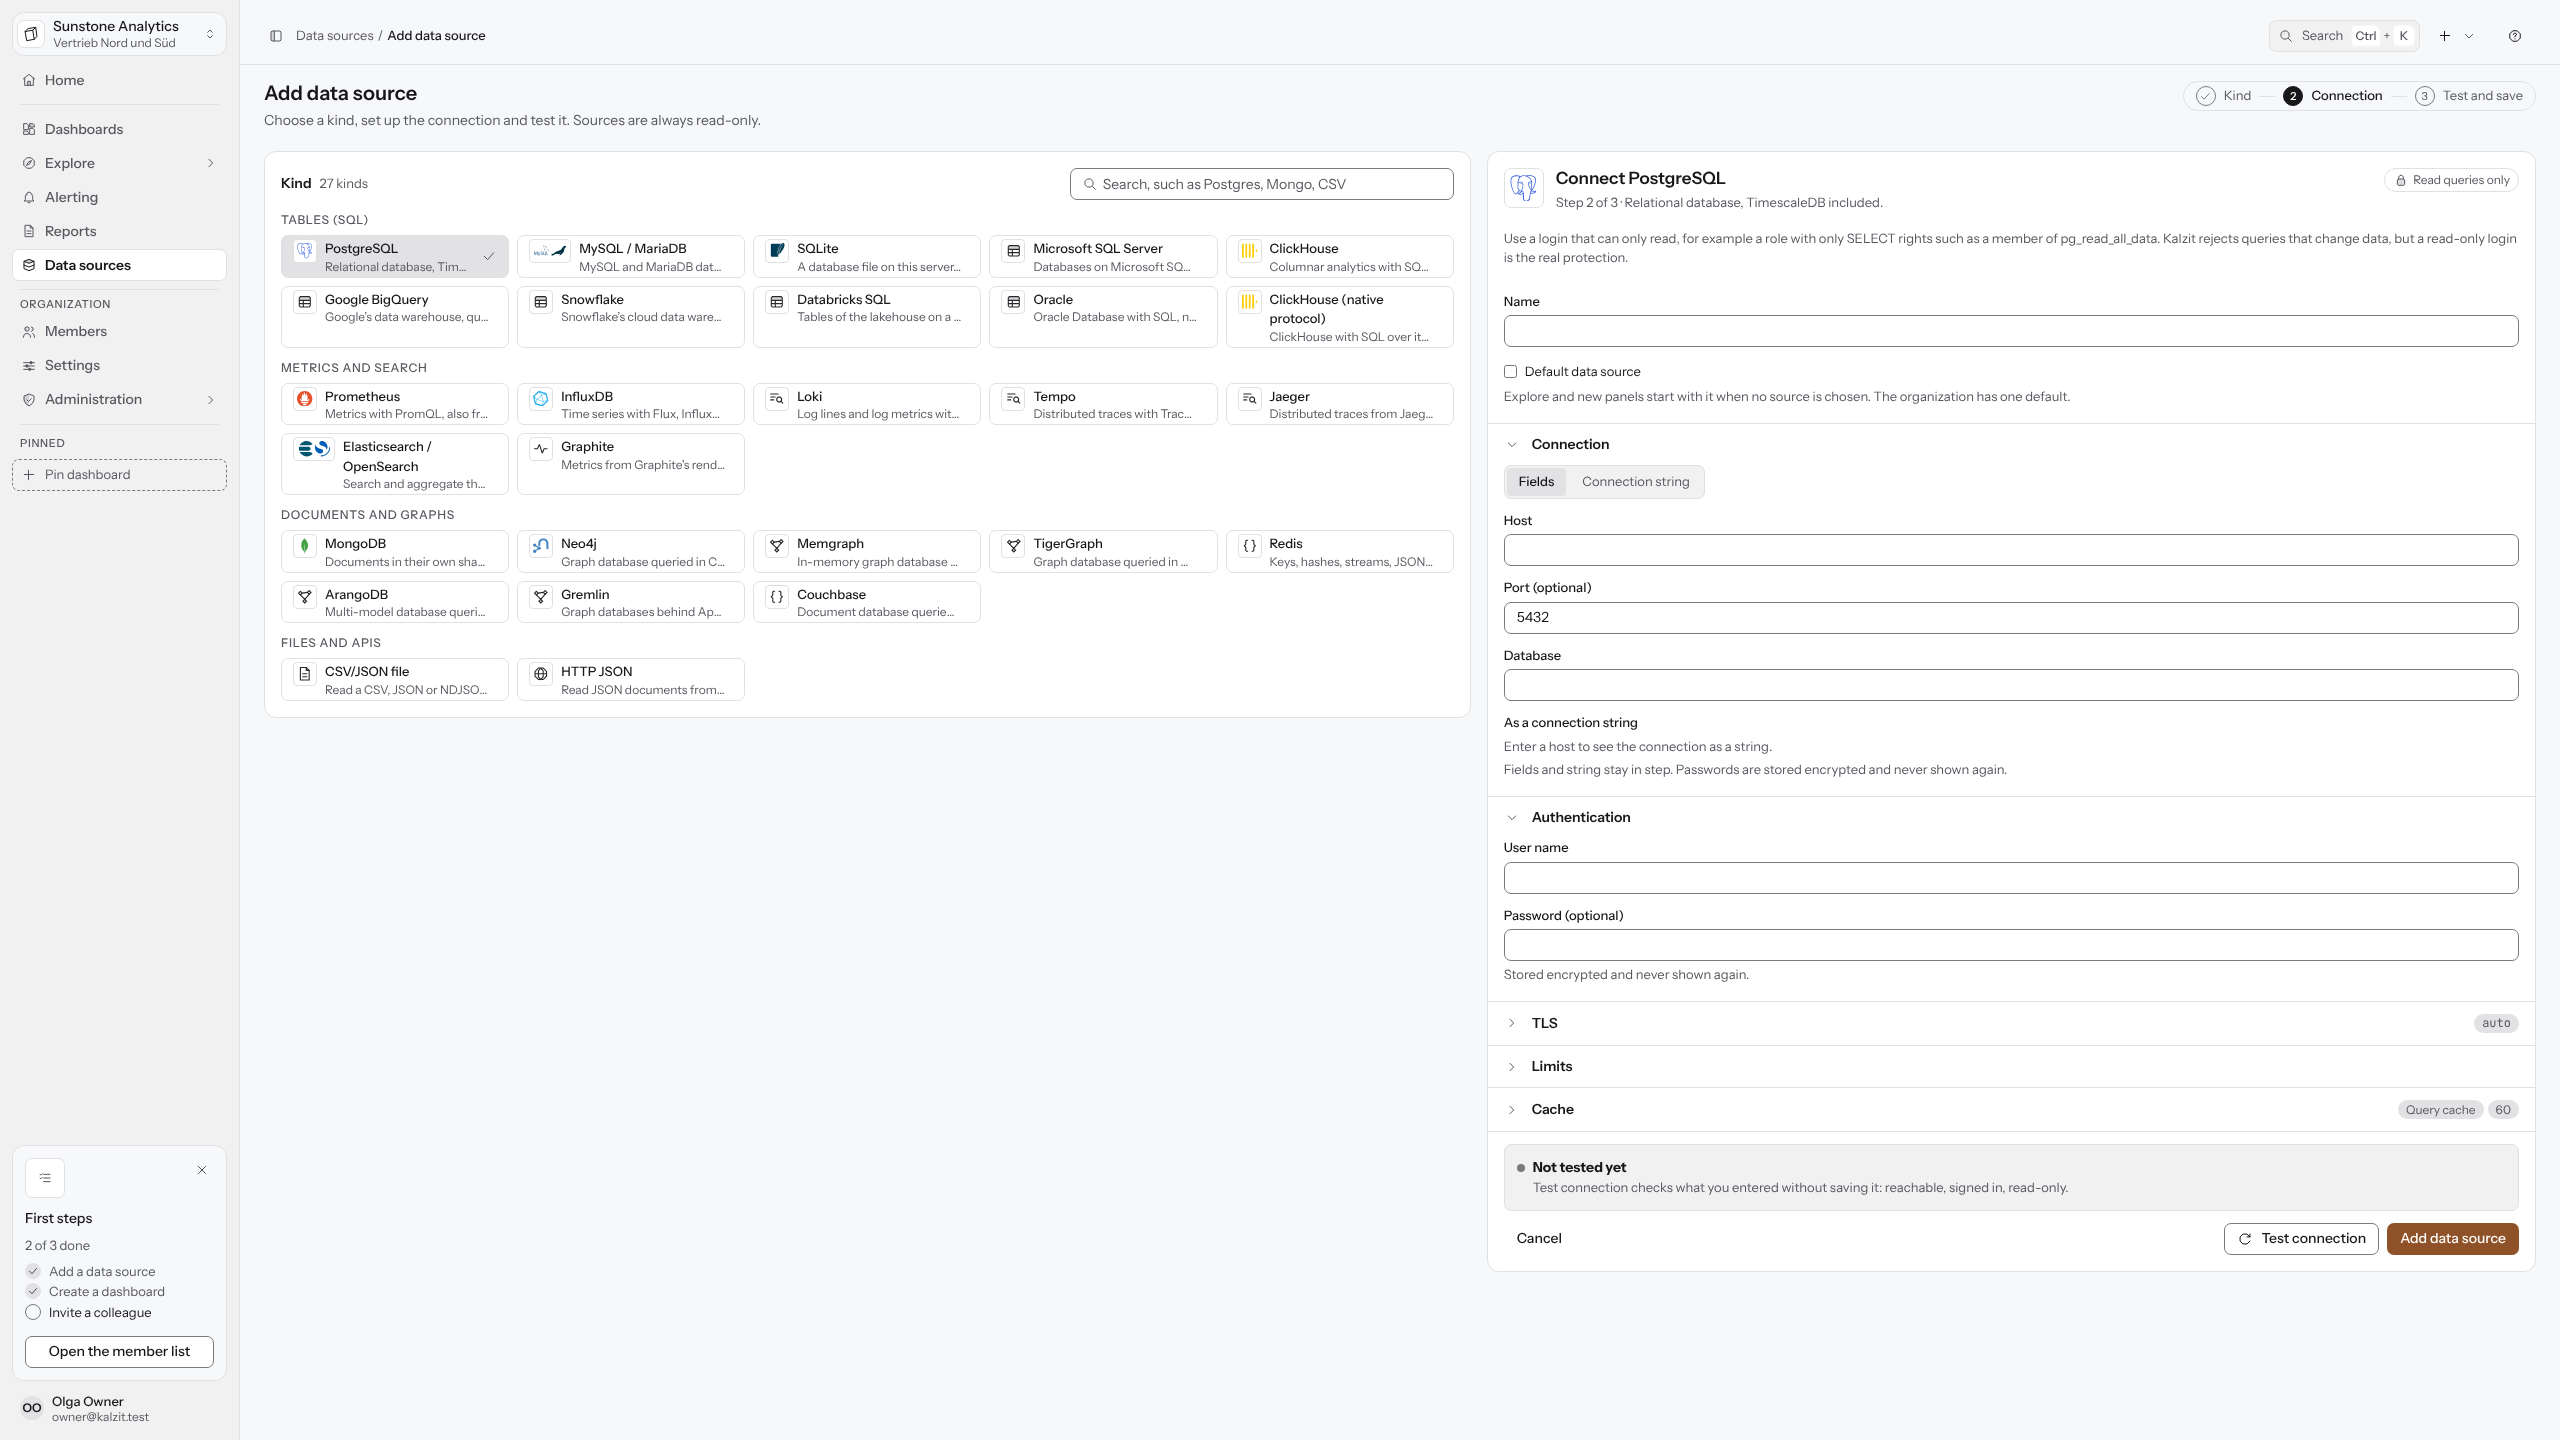 Sunstone Analytics
Vertrieb Nord und Süd
Home
Dashboards
Explore
Alerting
Reports
Data sources
ORGANIZATION
Members
Settings
Administration
PINNED
Pin dashboard
First steps
2 of 3 done
Add a data source
Create a dashboard
Invite a colleague
Open the member list
OO
Olga Owner
owner@kalzit.test
Data sources / Add data source
Search Ctrl + K
Add data source
Choose a kind, set up the connection and test it. Sources are always read-only.
Kind
2 Connection
3 Test and save
Kind 27 kinds
Search, such as Postgres, Mongo, CSV
TABLES (SQL)
PostgreSQL
Relational database, Tim…
MySQL / MariaDB
MySQL and MariaDB dat…
SQLite
A database file on this server…
Microsoft SQL Server
Databases on Microsoft SQ…
ClickHouse
Columnar analytics with SQ…
Google BigQuery
Google's data warehouse, qu…
Snowflake
Snowflake's cloud data ware…
Databricks SQL
Tables of the lakehouse on a …
Oracle
Oracle Database with SQL, n…
ClickHouse (native
protocol)
ClickHouse with SQL over it…
METRICS AND SEARCH
Prometheus
Metrics with PromQL, also fr…
InfluxDB
Time series with Flux, Influx…
Loki
Log lines and log metrics wit…
Tempo
Distributed traces with Trac…
Jaeger
Distributed traces from Jaeg…
Elasticsearch /
OpenSearch
Search and aggregate th…
Graphite
Metrics from Graphite's rend…
DOCUMENTS AND GRAPHS
MongoDB
Documents in their own sha…
Neo4j
Graph database queried in C…
Memgraph
In-memory graph database …
TigerGraph
Graph database queried in …
Redis
Keys, hashes, streams, JSON…
ArangoDB
Multi-model database queri…
Gremlin
Graph databases behind Ap…
Couchbase
Document database querie…
FILES AND APIS
CSV/JSON file
Read a CSV, JSON or NDJSO…
HTTP JSON
Read JSON documents from…
Connect PostgreSQL
Step 2 of 3 · Relational database, TimescaleDB included.
Read queries only
Use a login that can only read, for example a role with only SELECT rights such as a member of pg_read_all_data. Kalzit rejects queries that change data, but a read-only login
is the real protection.
Name
Default data source
Explore and new panels start with it when no source is chosen. The organization has one default.
Connection
Fields
Connection string
Host
Port (optional)
5432
Database
As a connection string
Enter a host to see the connection as a string.
Fields and string stay in step. Passwords are stored encrypted and never shown again.
Authentication
User name
Password (optional)
Stored encrypted and never shown again.
TLS
auto
Limits
Cache
Query cache
60
Not tested yet
Test connection checks what you entered without saving it: reachable, signed in, read-only.
Cancel
Test connection
Add data source